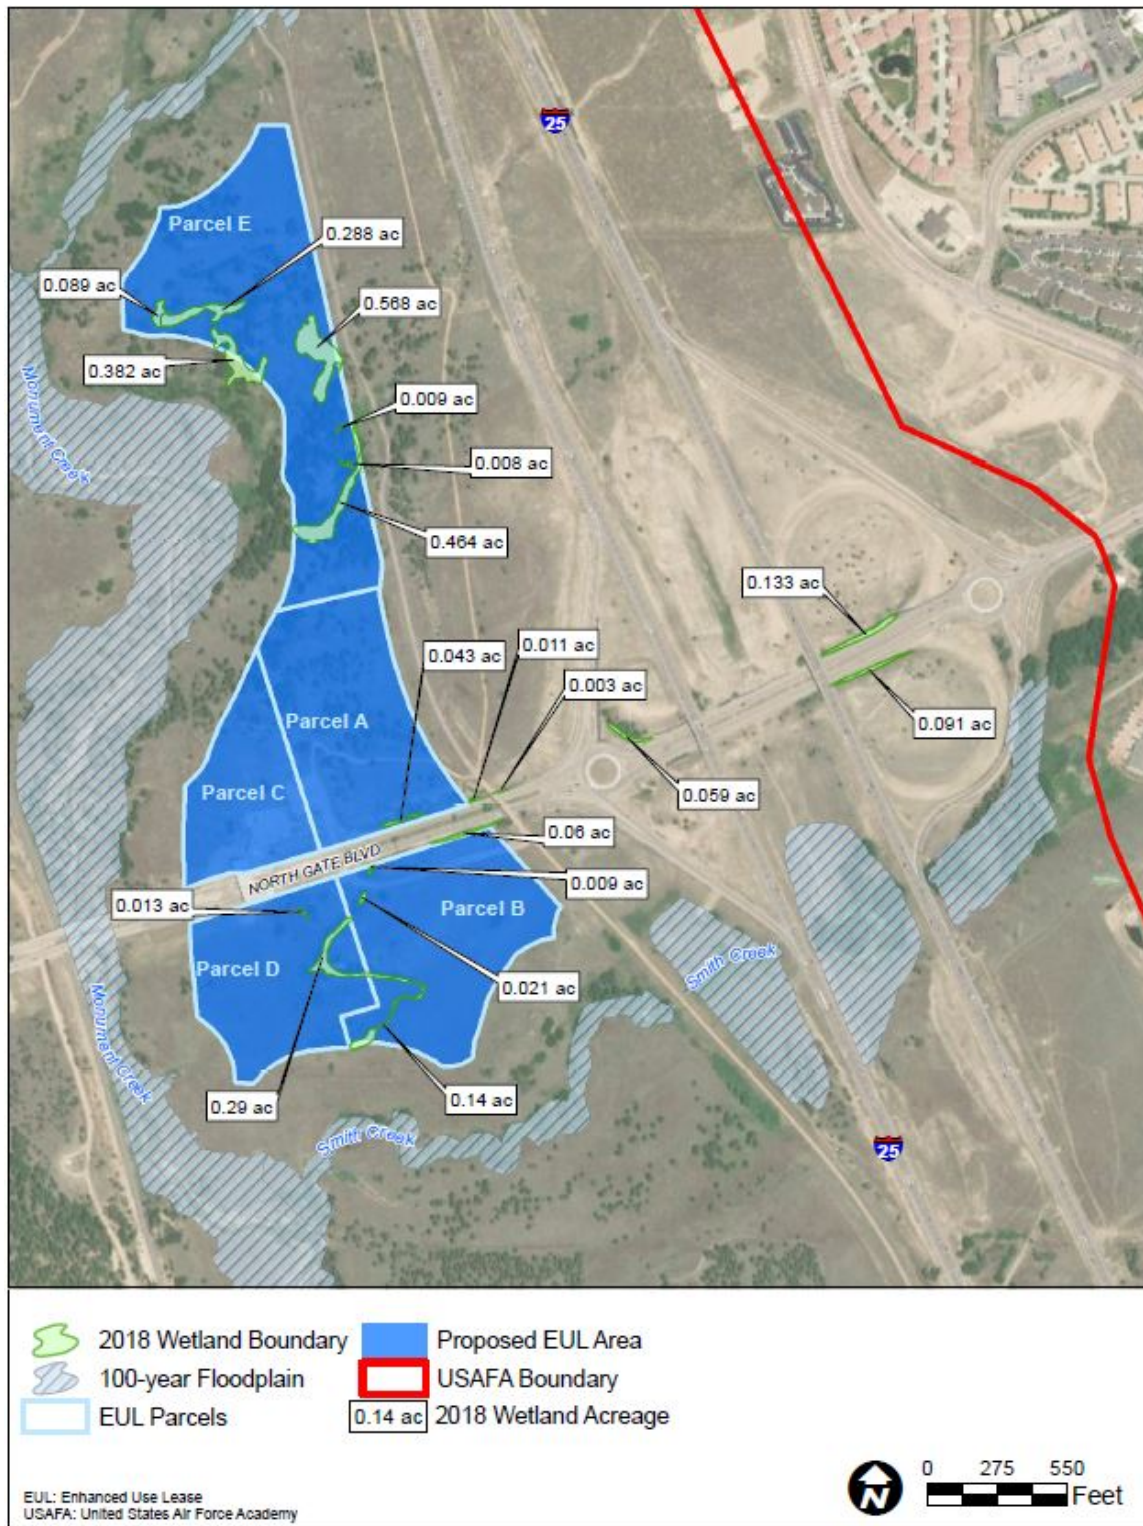 25
Parcel E
0.288 ac
0.089 ac
0.568 ac
0.382 ac
Monument Creek
0.009 ac
0.008 ac
0.464 ac
0.133 ac
0.011 ac
0.043 ac
0.003 ac
Parcel A
0.091 ac
Parcel C
0.059 ac
0.06 ac
NORTH GATE BLVD
0.009 ac
0.013 ac
Parcel B
Parcel D
Smith Creek
0.021 ac
Monument Creek
0.29 ac
0.14 ac
Smith Creek
25
2018 Wetland Boundary
Proposed EUL Area
100-year Floodplain
USAFA Boundary
EUL Parcels
0.14 ac
2018 Wetland Acreage
0 275 550
Feet
N
EUL: Enhanced Use Lease
USAFA: United States Air Force Academy